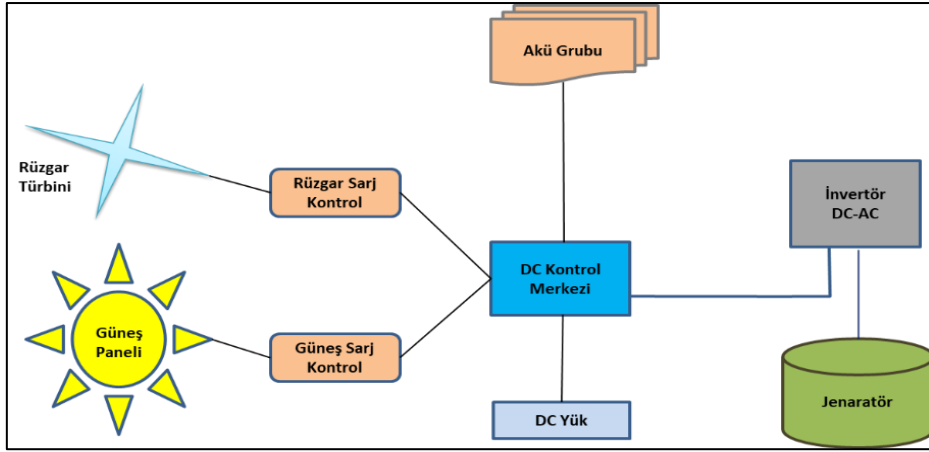 Akü Grubu
Rüzgar
Türbini
Rüzgar Sarj
Kontrol
İnvertör
DC-AC
DC Kontrol
Merkezi
Güneş
Paneli
Güneş Sarj
Kontrol
DC Yük
Jenaratör